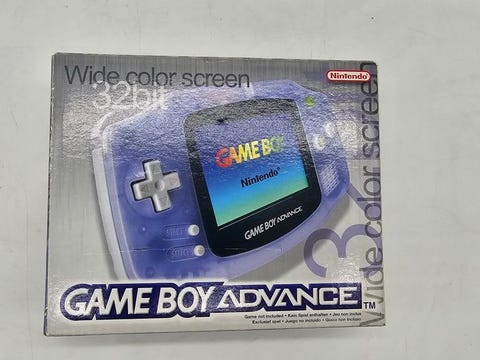 Wide color screen
32bit
Nintendo
GAME BOY
Nintendo
SELECT
GAME BOY ADVANCE
Wide color screen
GAME BOY ADVANCE TM
Game not included • Kein Spiel enthalten • Jeu non inclus
Exclusief spel • Juego no incluido • Gioco non incluso